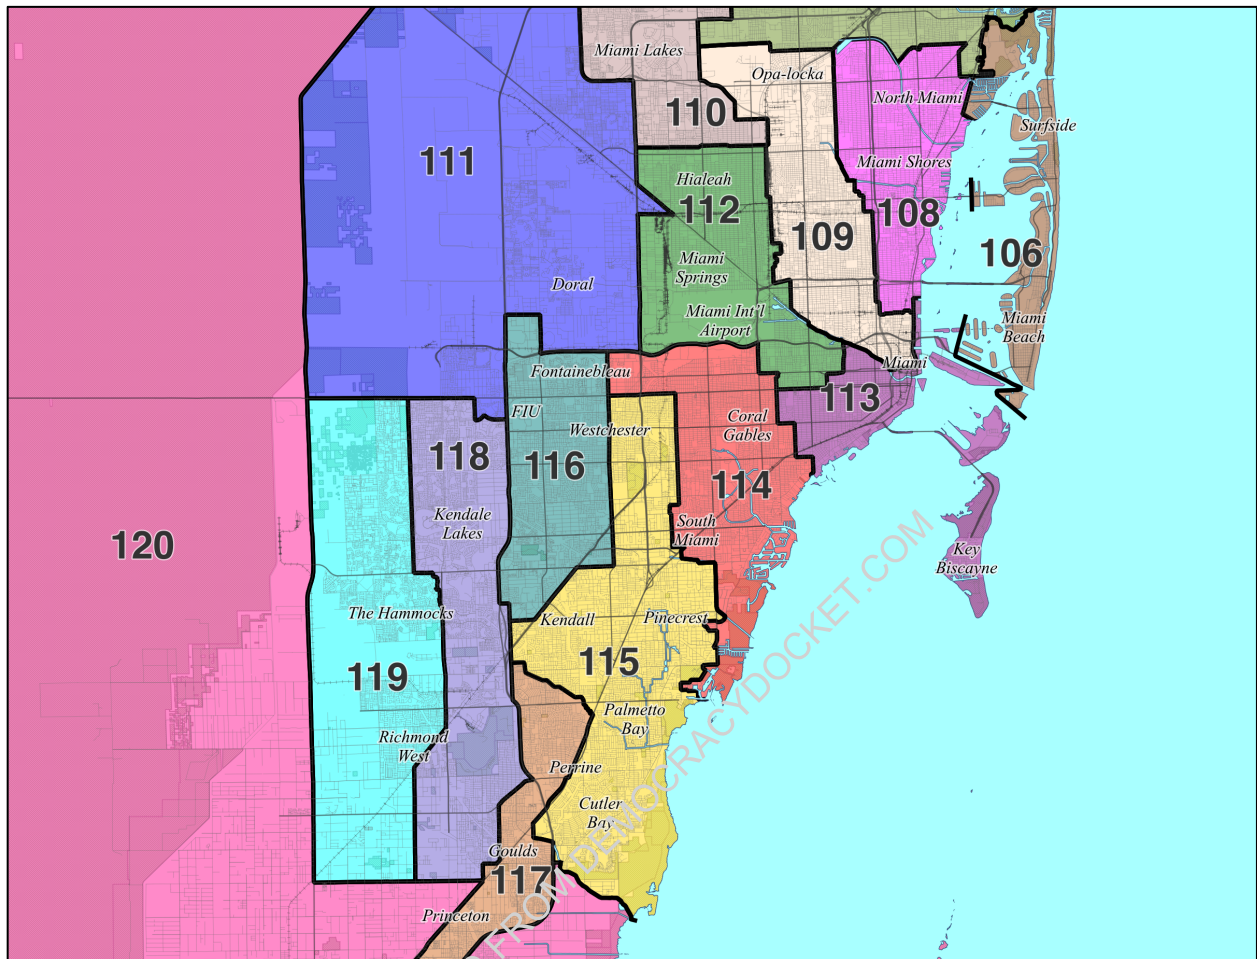 Miami Lakes
Opa-locka
110
North Miami
Surfside
111
Miami Shores
Hialeah
112
108
109
106
Miami
Springs
Doral
Miami Int'l
Airport
Miami
Beach
Miami
Fontainebleau
113
FIU
Coral
Gables
Westchester
118
116
114
Kendale
Lakes
South
Miami
120
Key
Biscayne
The Hammocks
Kendall
Pinecrest
115
119
Palmetto
Bay
Richmond
West
Perrine
Cutler
Bay
Goulds
117
Princeton
FROM DEMOCRACYDOCKET.COM